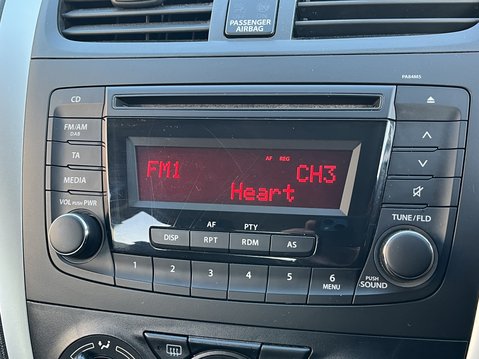 PASSENGER
AIRBAG
PA84M5
CD
FM/AM
DAB
TA
MEDIA
VOL PUSH PWR
AF REG
FM1 CH3
Heart
AF PTY
DISP RPT RDM AS
1 2 3 4 5 6
MENU
TUNE/FLD
PUSH
SOUND